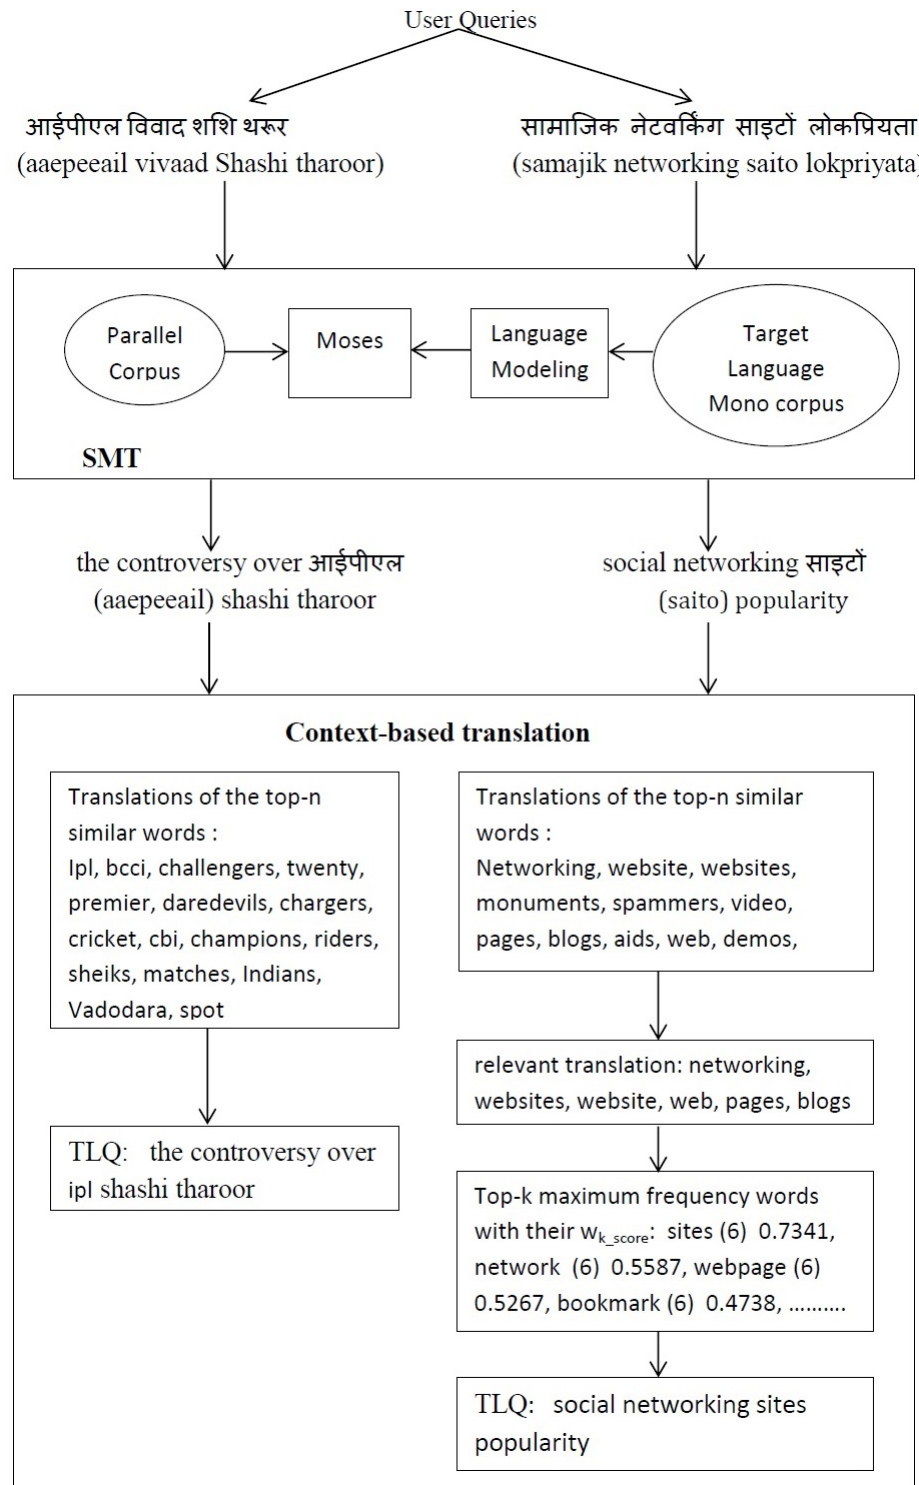 User Queries
आईपीएल विवाद शशि थरूर
(aaepeeail vivaad Shashi tharoor)
सामाजिक नेटवर्किंग साइटों लोकप्रियता
(samajik networking saito lokpriyata)
Parallel
Corpus
Moses
Language
Modeling
Target
Language
Mono corpus
SMT
the controversy over आईपीएल
(aaepeeail) shashi tharoor
social networking साइटों
(saito) popularity
Context-based translation
Translations of the top-n
similar words :
Ipl, bcci, challengers, twenty,
premier, daredevils, chargers,
cricket, cbi, champions, riders,
sheiks, matches, Indians,
Vadodara, spot
TLQ: the controversy over
ipl shashi tharoor
Translations of the top-n similar
words :
Networking, website, websites,
monuments, spammers, video,
pages, blogs, aids, web, demos,
relevant translation: networking,
websites, website, web, pages, blogs
Top-k maximum frequency words
with their wk_score: sites (6) 0.7341,
network (6) 0.5587, webpage (6)
0.5267, bookmark (6) 0.4738, ..........
TLQ: social networking sites
popularity